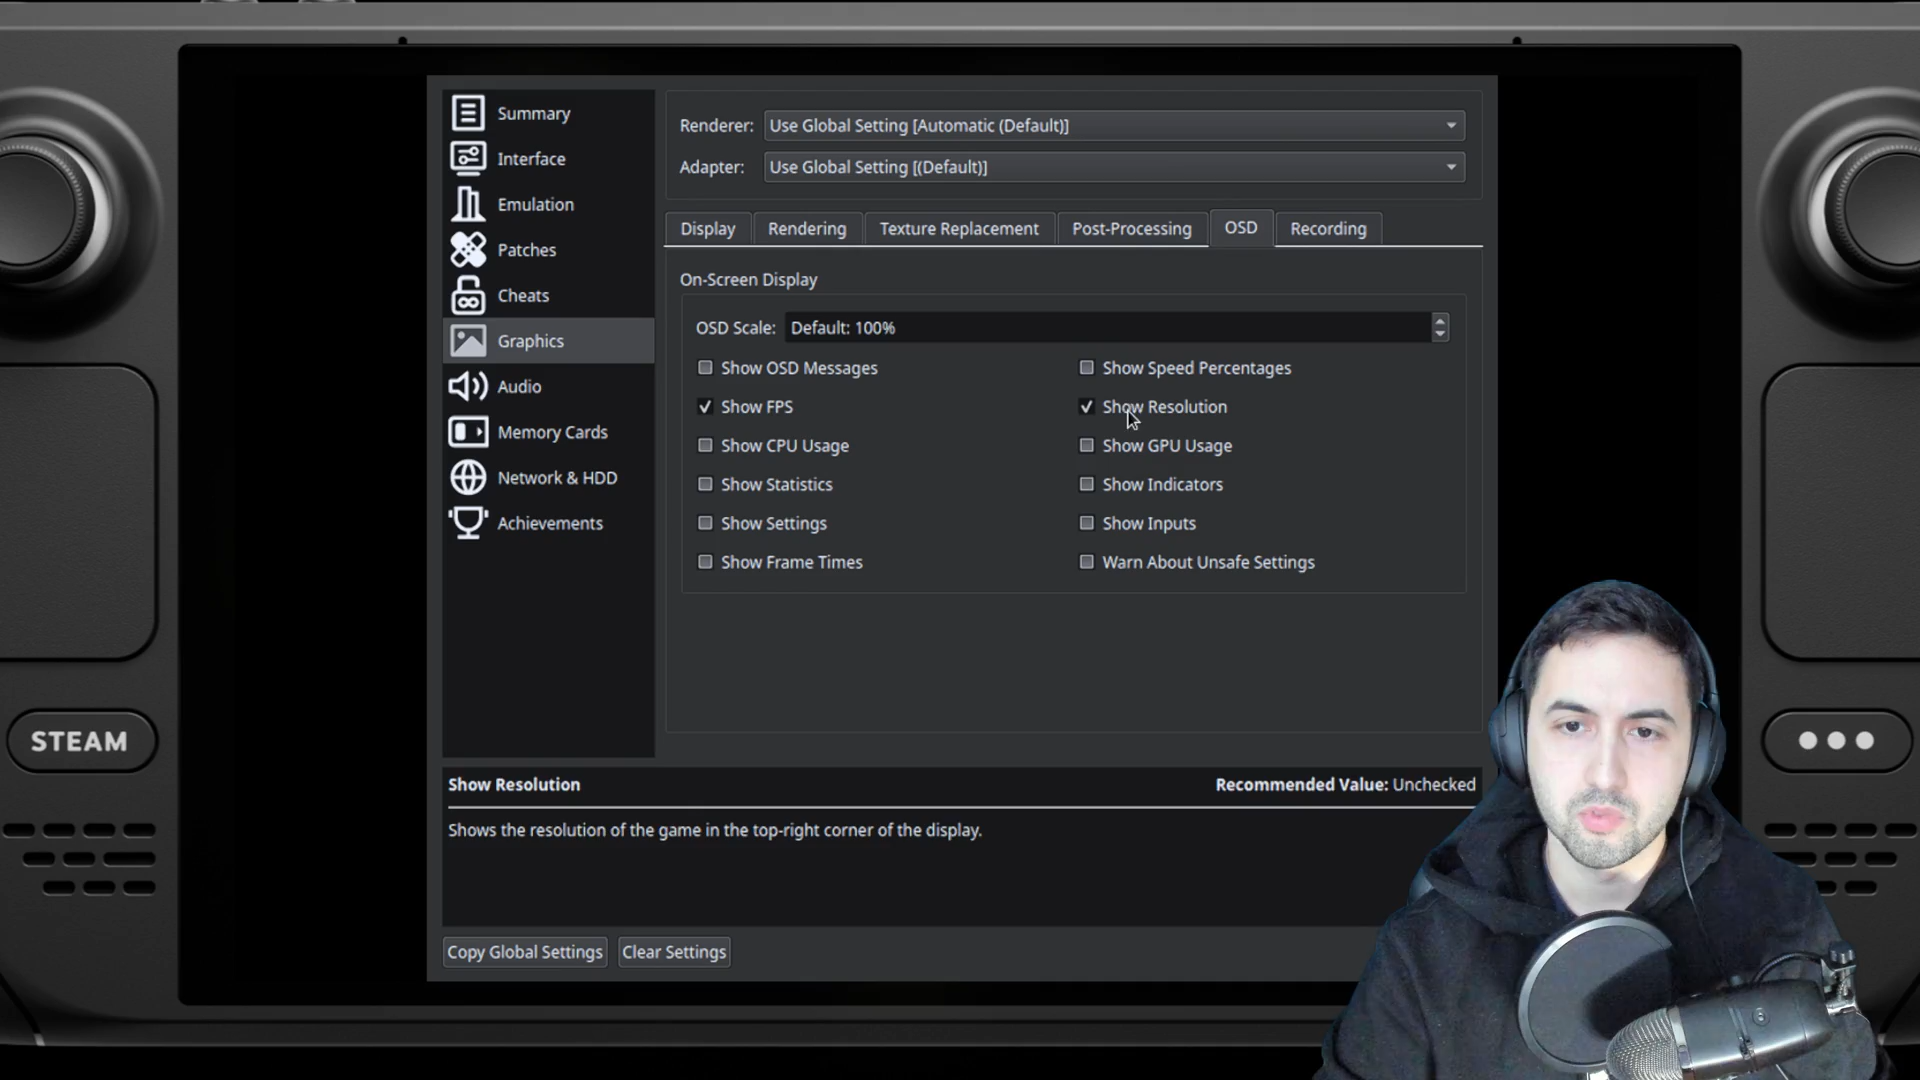 Summary
Interface
Emulation
Patches
Cheats
Graphics
Audio
Memory Cards
Network & HDD
Achievements
Renderer: Use Global Setting [Automatic (Default)]
Adapter: Use Global Setting [(Default)]
Display Rendering Texture Replacement Post-Processing OSD Recording
On-Screen Display
OSD Scale: Default: 100%
Show OSD Messages Show Speed Percentages
Show FPS Show Resolution
Show CPU Usage Show GPU Usage
Show Statistics Show Indicators
Show Settings Show Inputs
Show Frame Times Warn About Unsafe Settings
STEAM
Show Resolution Recommended Value: Unchecked
Shows the resolution of the game in the top-right corner of the display.
Copy Global Settings Clear Settings